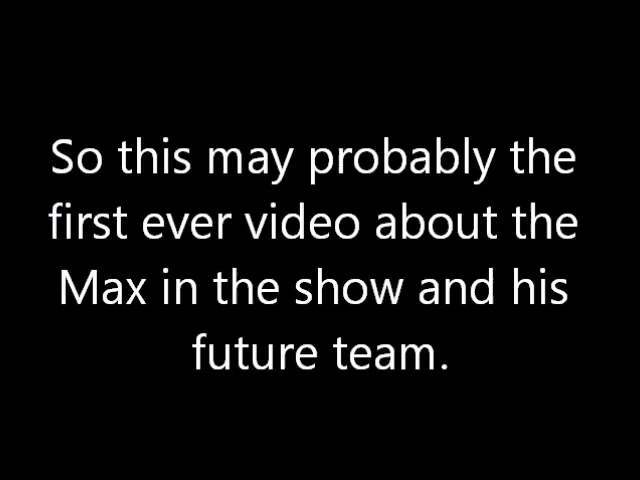 So this may probably the
first ever video about the
Max in the show and his
future team.